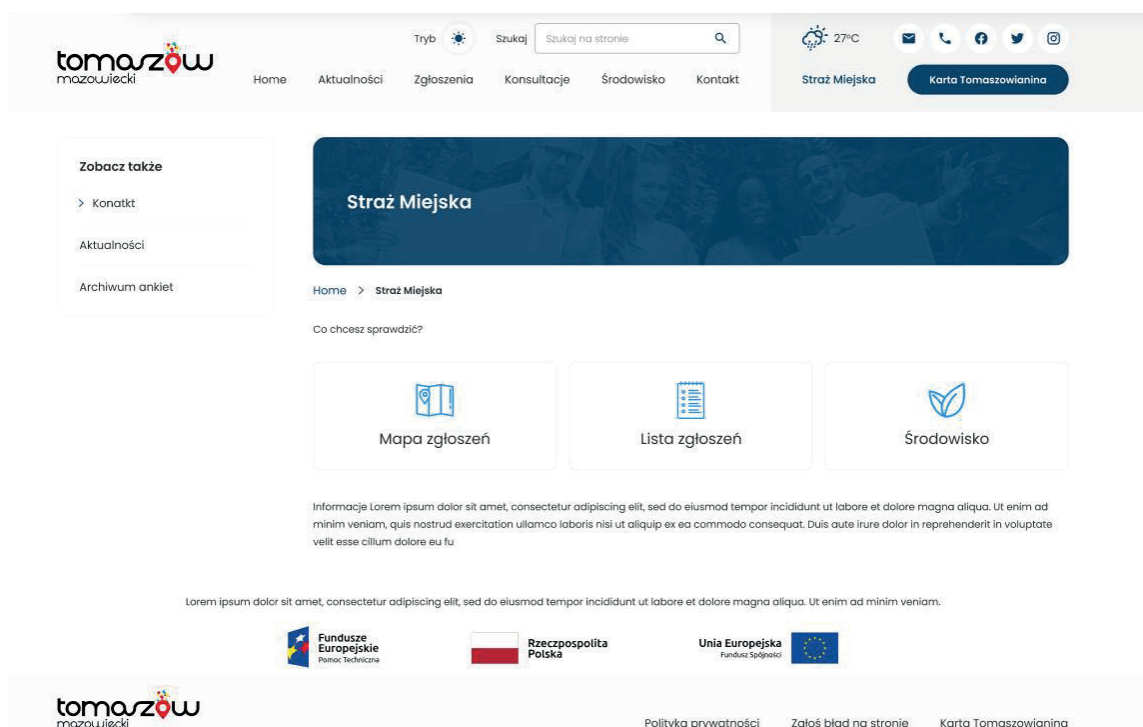 tomaszów
mazowiecki
Tryb
Szukaj
Szukaj na stronie
27°C
Home
Aktualności
Zgłoszenia
Konsultacje
Środowisko
Kontakt
Straż Miejska
Karta Tomaszowianina
Zobacz także
> Konatkt
Aktualności
Archiwum ankiet
Straż Miejska
Home > Straż Miejska
Co chcesz sprawdzić?
Mapa zgłoszeń
Lista zgłoszeń
Środowisko
Informacje Lorem ipsum dolor sit amet, consectetur adipiscing elit, sed do eiusmod tempor incididunt ut labore et dolore magna aliqua. Ut enim ad
minim veniam, quis nostrud exercitation ullamco laboris nisi ut aliquip ex ea commodo consequat. Duis aute irure dolor in reprehenderit in voluptate
velit esse cillum dolore eu fu
Lorem ipsum dolor sit amet, consectetur adipiscing elit, sed do eiusmod tempor incididunt ut labore et dolore magna aliqua. Ut enim ad minim veniam.
Fundusze
Europejskie
Pomoc Techniczna
Rzeczpospolita
Polska
Unia Europejska
Fundusz Spójności
tomaszów
mazowiecki
Polityka prywatności
Zgłoś błąd na stronie
Karta Tomaszowianina